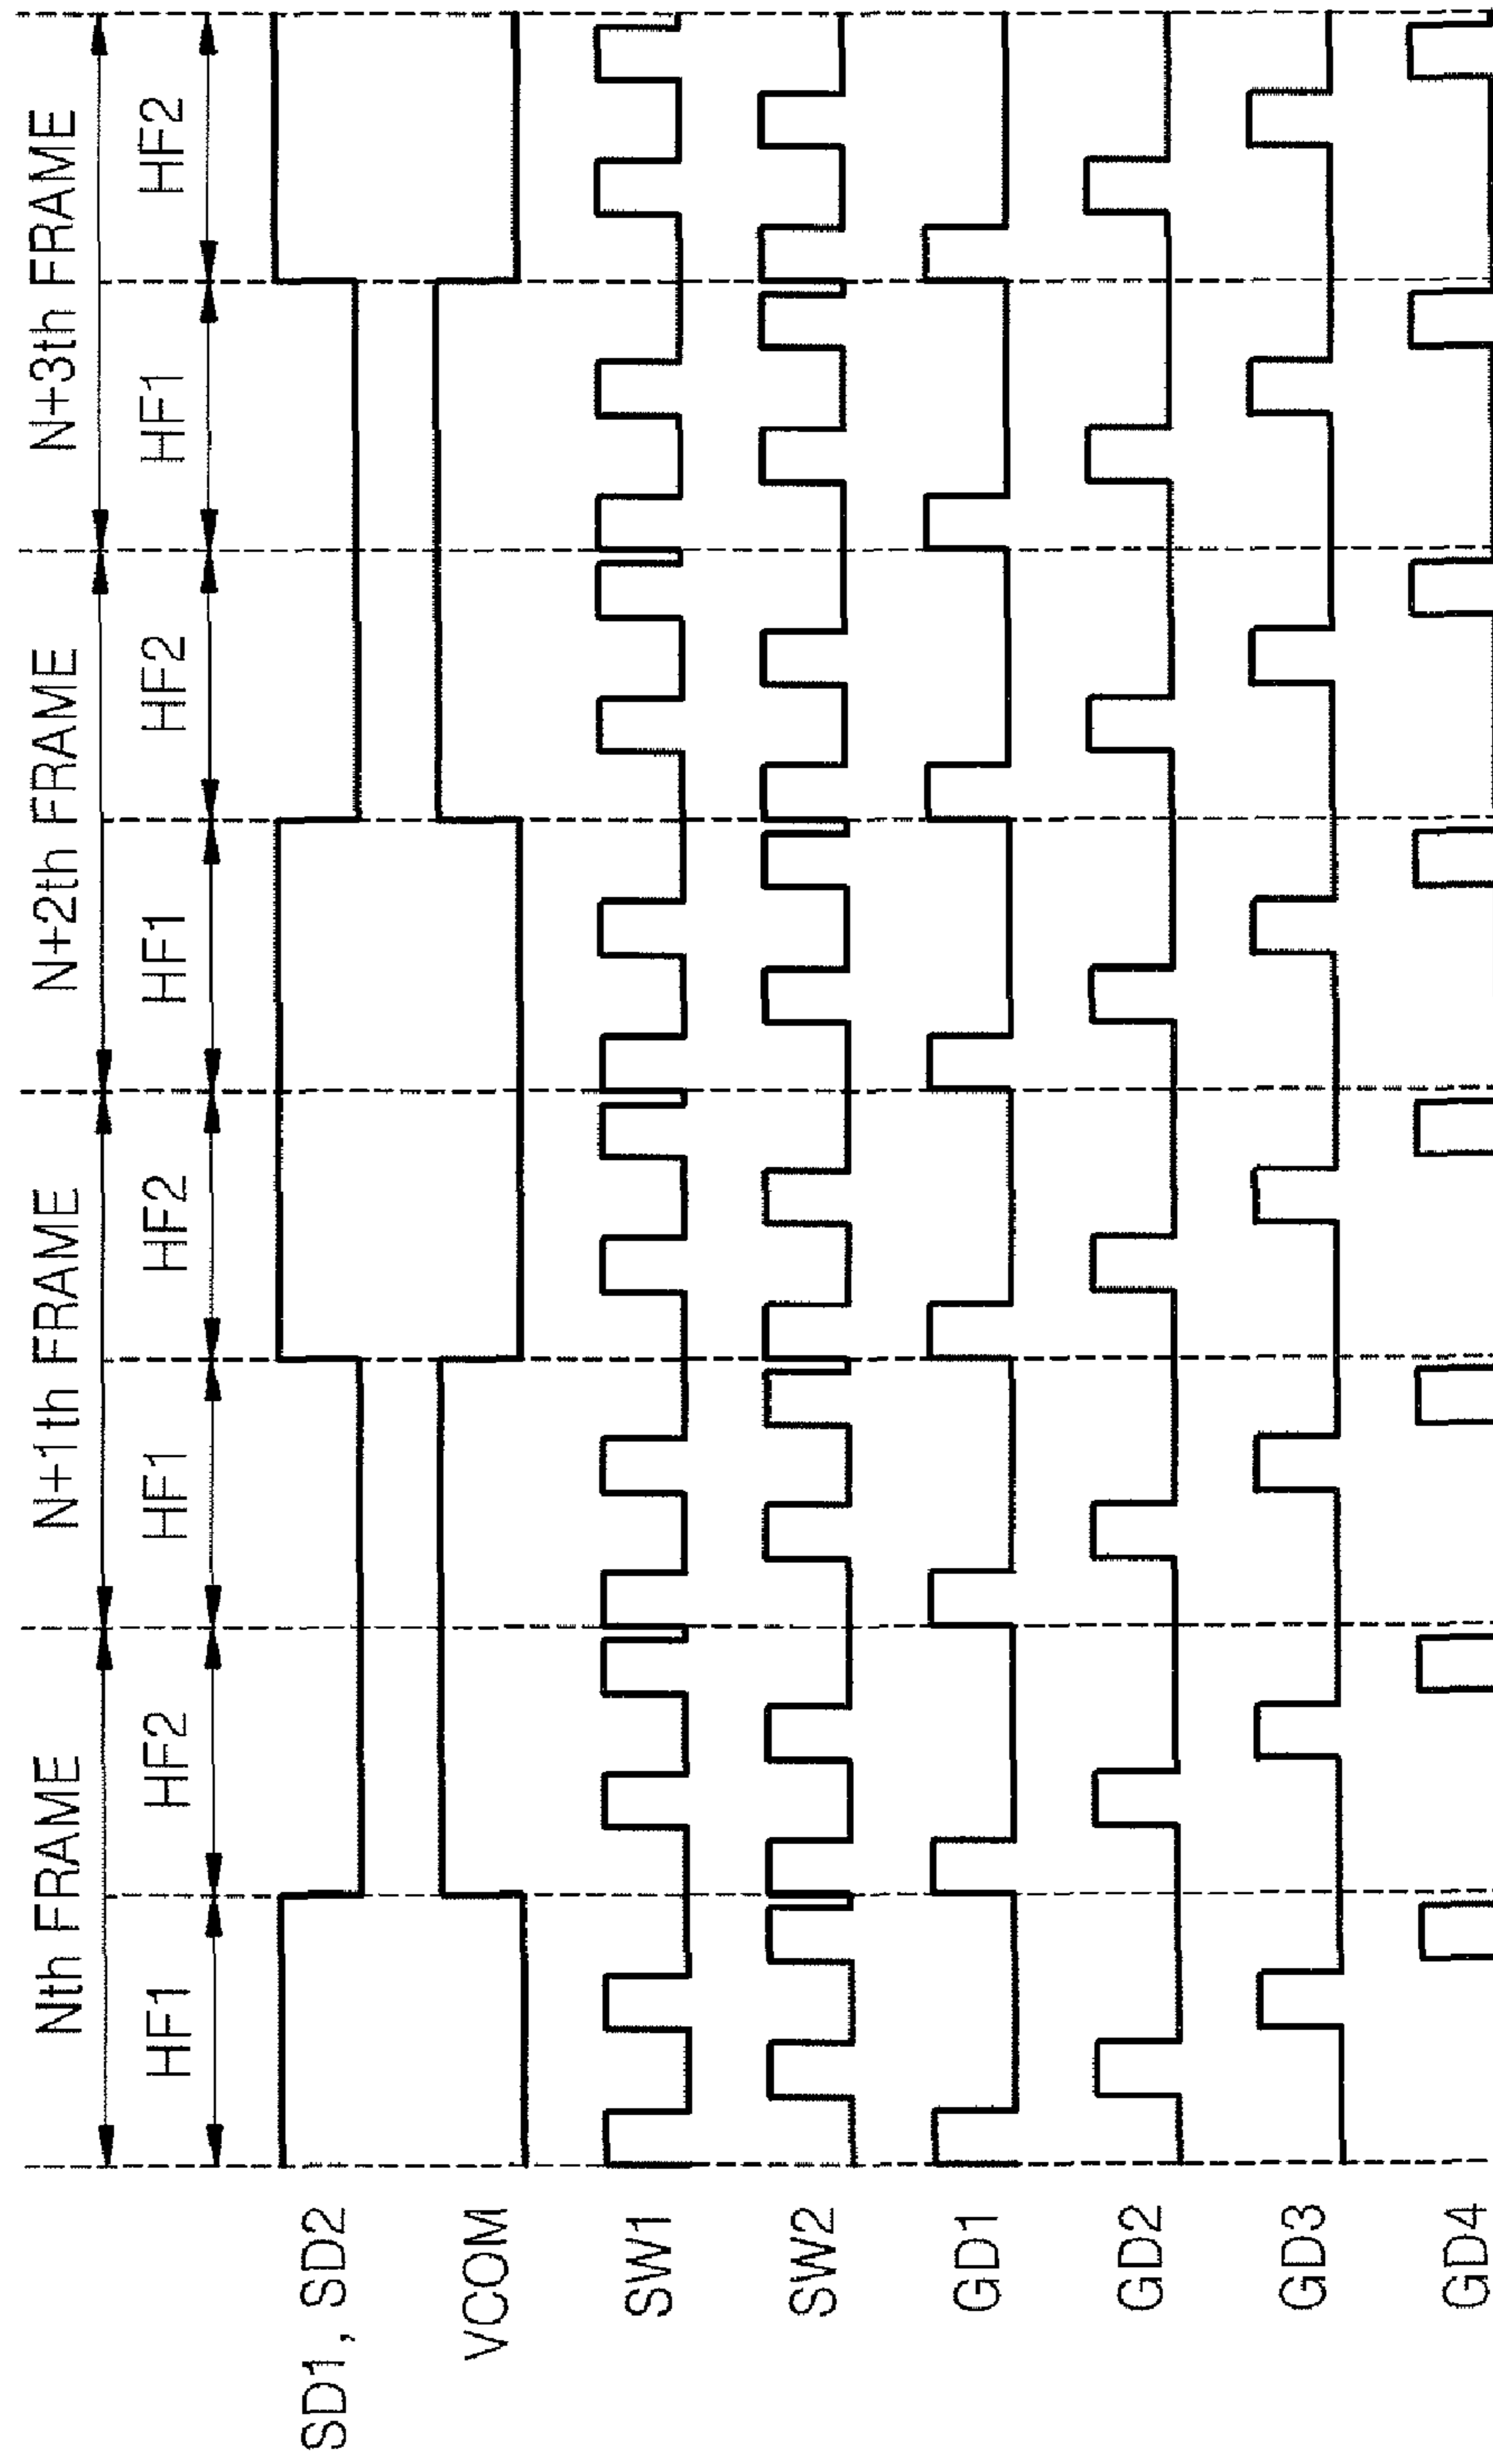 Nth FRAME N+1th FRAME N+2th FRAME N+3th FRAME
HF1 HF2 HF1 HF2 HF1 HF2 HF1 HF2
SD1, SD2
VCOM
SW1
SW2
GD1
GD2
GD3
GD4